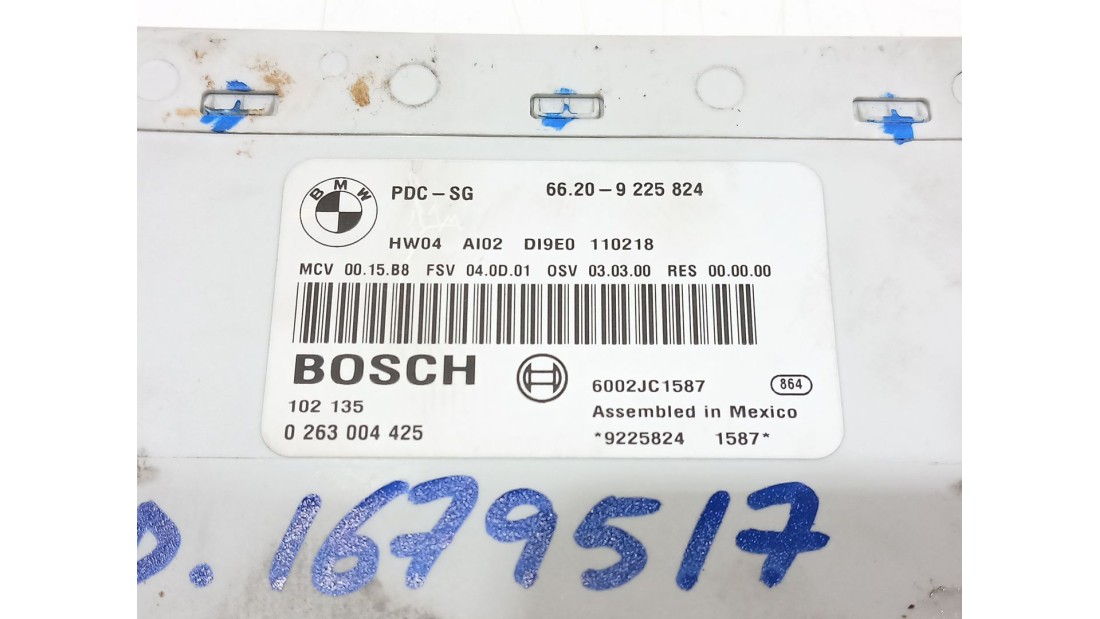 BMW
PDC-SG 66.20-9 225 824
HW04 AI02 DI9E0 110218
MCV 00.15.B8 FSV 04.0D.01 OSV 03.03.00 RES 00.00.00
BOSCH
6002JC1587 864
102 135 Assembled in Mexico
0 263 004 425 *9225824 1587*
D.1679517